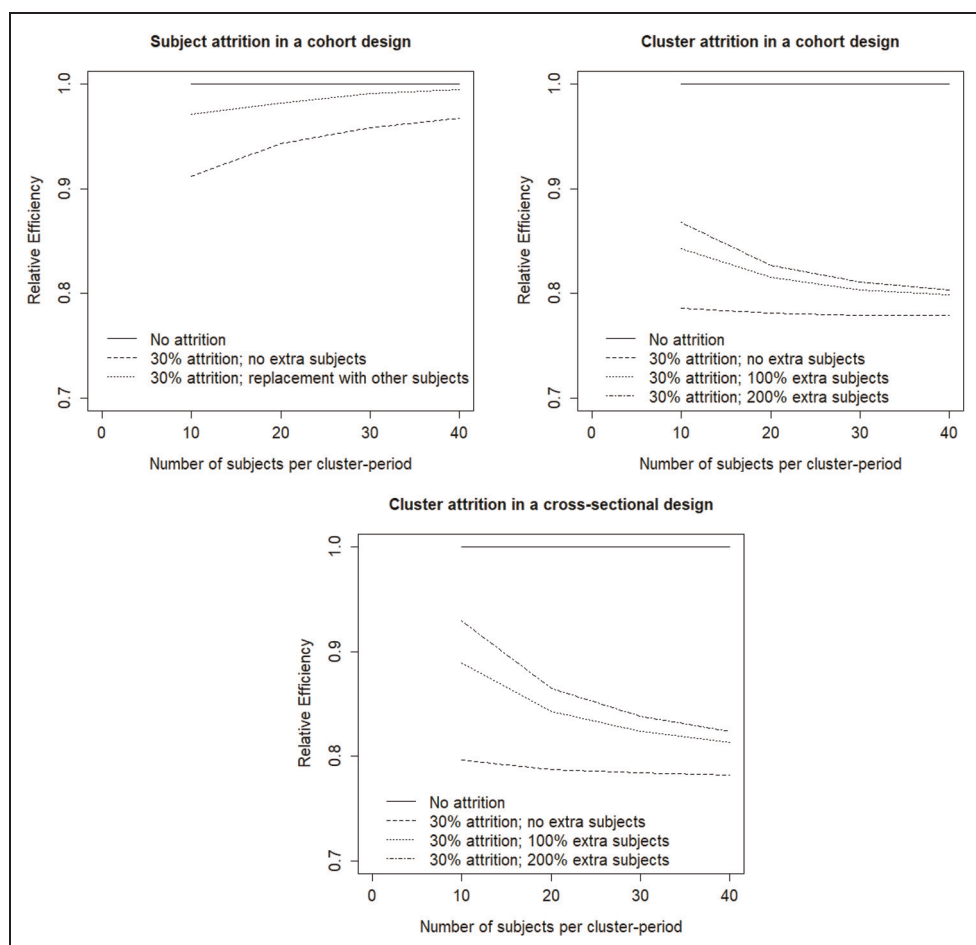 Subject attrition in a cohort design
Relative Efficiency
1.0
0.9
0.8
0.7
No attrition
30% attrition; no extra subjects
30% attrition; replacement with other subjects
0 10 20 30 40
Number of subjects per cluster-period
Cluster attrition in a cohort design
Relative Efficiency
1.0
0.9
0.8
0.7
No attrition
30% attrition; no extra subjects
30% attrition; 100% extra subjects
30% attrition; 200% extra subjects
0 10 20 30 40
Number of subjects per cluster-period
Cluster attrition in a cross-sectional design
Relative Efficiency
1.0
0.9
0.8
0.7
No attrition
30% attrition; no extra subjects
30% attrition; 100% extra subjects
30% attrition; 200% extra subjects
0 10 20 30 40
Number of subjects per cluster-period